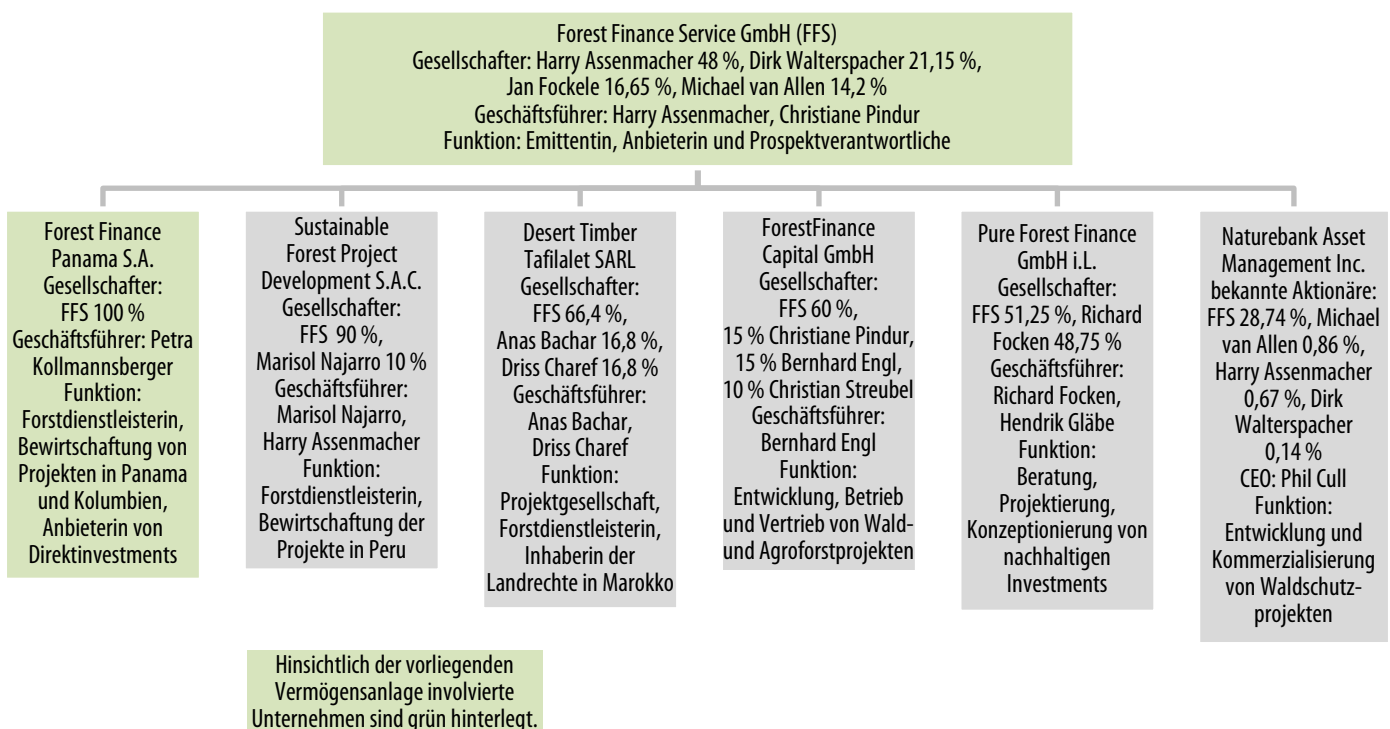 Forest Finance Service GmbH (FFS)
Gesellschafter: Harry Assenmacher 48 %, Dirk Walterspacher 21,15 %,
Jan Fockele 16,65 %, Michael van Allen 14,2 %
Geschäftsführer: Harry Assenmacher, Christiane Pindur
Funktion: Emittentin, Anbieterin und Prospektverantwortliche
Forest Finance
Panama S.A.
Gesellschafter:
FFS 100 %
Geschäftsführer: Petra
Kollmannsberger
Funktion:
Forstdienstleisterin,
Bewirtschaftung von
Projekten in Panama
und Kolumbien,
Anbieterin von
Direktinvestments
Sustainable
Forest Project
Development S.A.C.
Gesellschafter:
FFS 90 %,
Marisol Najarro 10 %
Geschäftsführer:
Marisol Najarro,
Harry Assenmacher
Funktion:
Forstdienstleisterin,
Bewirtschaftung der
Projekte in Peru
Desert Timber
Tafilalet SARL
Gesellschafter:
FFS 66,4 %,
Anas Bachar 16,8 %,
Driss Charef 16,8 %
Geschäftsführer:
Anas Bachar,
Driss Charef
Funktion:
Projektgesellschaft,
Forstdienstleisterin,
Inhaberin der
Landrechte in Marokko
ForestFinance
Capital GmbH
Gesellschafter:
FFS 60 %,
15 % Christiane Pindur,
15 % Bernhard Engl,
10 % Christian Streubel
Geschäftsführer:
Bernhard Engl
Funktion:
Entwicklung, Betrieb
und Vertrieb von Wald-
und Agroforstprojekten
Pure Forest Finance
GmbH i.L.
Gesellschafter:
FFS 51,25 %, Richard
Focken 48,75 %
Geschäftsführer:
Richard Focken,
Hendrik Gläbe
Funktion:
Beratung,
Projektierung,
Konzeptionierung von
nachhaltigen
Investments
Naturebank Asset
Management Inc.
bekannte Aktionäre:
FFS 28,74 %, Michael
van Allen 0,86 %,
Harry Assenmacher
0,67 %, Dirk
Walterspacher
0,14 %
CEO: Phil Cull
Funktion:
Entwicklung und
Kommerzialisierung
von Waldschutz-
projekten
Hinsichtlich der vorliegenden
Vermögensanlage involvierte
Unternehmen sind grün hinterlegt.